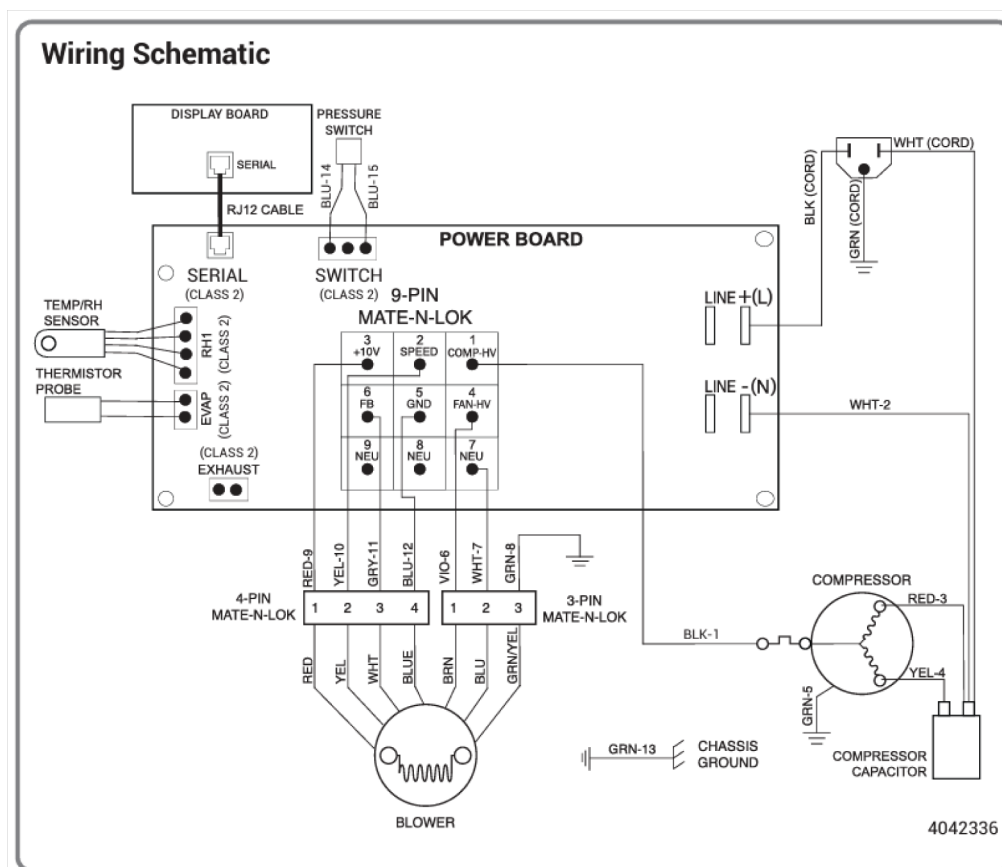 Wiring Schematic
DISPLAY BOARD
SERIAL
RJ12 CABLE
PRESSURE
SWITCH
BLU-14
BLU-15
WHT (CORD)
BLK (CORD)
GRN (CORD)
POWER BOARD
SERIAL
(CLASS 2)
SWITCH
(CLASS 2)
9-PIN
MATE-N-LOK
LINE +(L)
LINE -(N)
WHT-2
TEMP/RH
SENSOR
RH1
(CLASS 2)
THERMISTOR
PROBE
EVAP
(CLASS 2)
(CLASS 2)
EXHAUST
3 2 1
+10V SPEED COMP-HV
6 5 4
FB GND FAN-HV
9 8 7
NEU NEU NEU
RED-9
YEL-10
GRY-11
BLU-12
VIO-6
WHT-7
GRN-8
4-PIN
MATE-N-LOK
1 2 3 4
1 2 3
3-PIN
MATE-N-LOK
RED
YEL
WHT
BLUE
BRN
BLU
GRN/YEL
BLOWER
COMPRESSOR
RED-3
BLK-1
YEL-4
GRN-5
GRN-13
CHASSIS
GROUND
COMPRESSOR
CAPACITOR
4042336